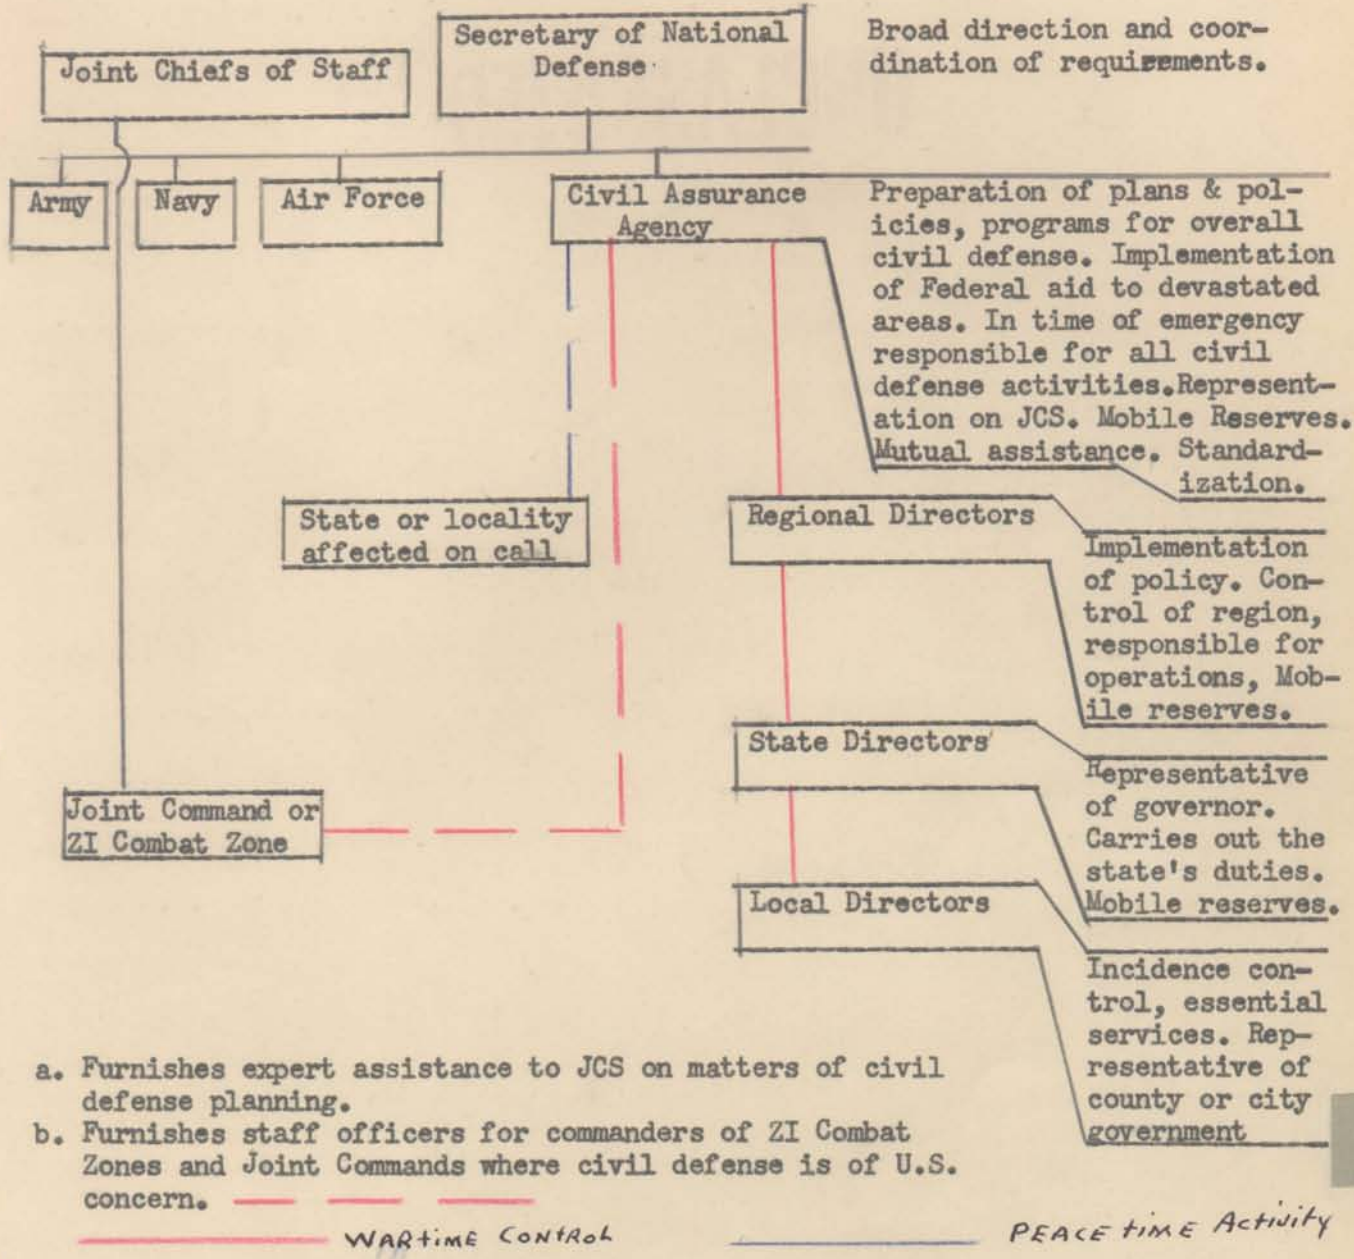 Joint Chiefs of Staff
Secretary of National
Defense
Broad direction and coor-
dination of requirements.
Army
Navy
Air Force
Civil Assurance
Agency
Preparation of plans & pol-
icies, programs for overall
civil defense. Implementation
of Federal aid to devastated
areas. In time of emergency
responsible for all civil
defense activities.Represent-
ation on JCS. Mobile Reserves.
Mutual assistance. Standard-
ization.
State or locality
affected on call
Regional Directors
Implementation
of policy. Con-
trol of region,
responsible for
operations, Mob-
ile reserves.
State Directors
Representative
of governor.
Carries out the
state's duties.
Mobile reserves.
Joint Command or
ZI Combat Zone
Local Directors
Incidence con-
trol, essential
services. Rep-
resentative of
county or city
government
a. Furnishes expert assistance to JCS on matters of civil
defense planning.
b. Furnishes staff officers for commanders of ZI Combat
Zones and Joint Commands where civil defense is of U.S.
concern.
WARtIME CONtROL
PEACE tIME Activity